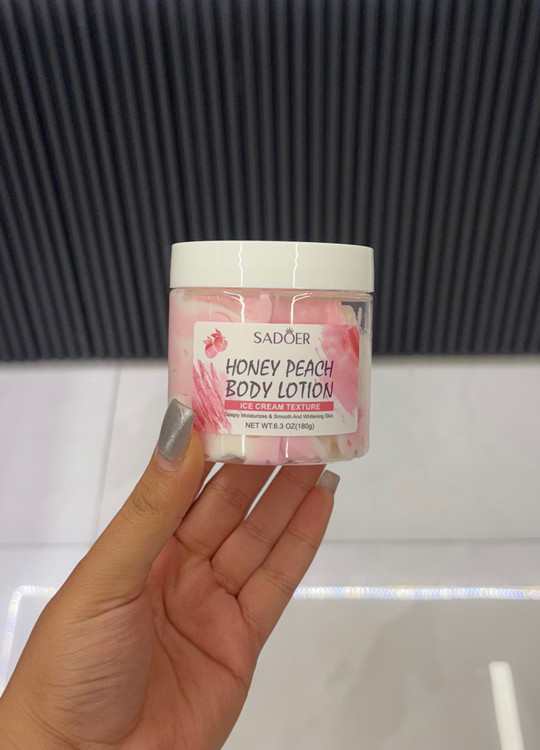 SADOER
HONEY PEACH
BODY LOTION
ICE CREAM TEXTURE
Deeply Moisturizes & Smooth And Whitening Skin
NET WT.6.3 OZ(180g)